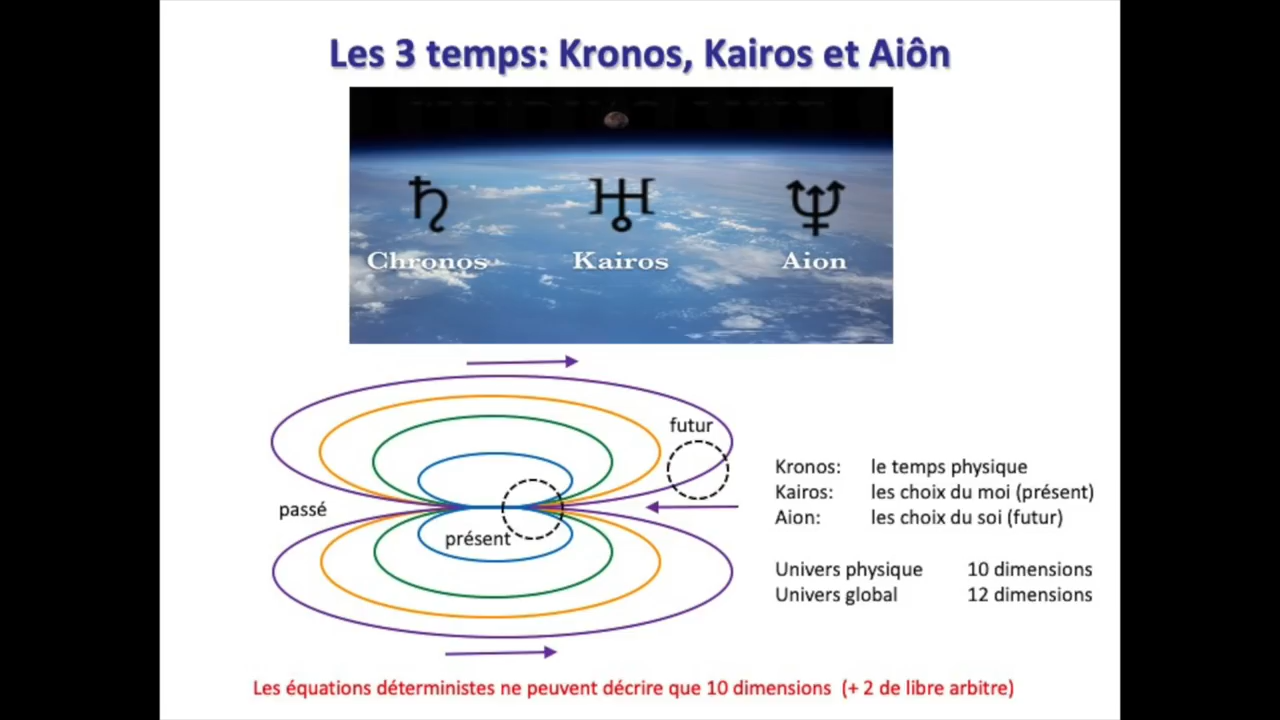 Les 3 temps: Kronos, Kairos et Aiôn
Chronos
Kairos
Aion
futur
passé
présent
Kronos: le temps physique
Kairos: les choix du moi (présent)
Aion: les choix du soi (futur)
Univers physique 10 dimensions
Univers global 12 dimensions
Les équations déterministes ne peuvent décrire que 10 dimensions (+ 2 de libre arbitre)